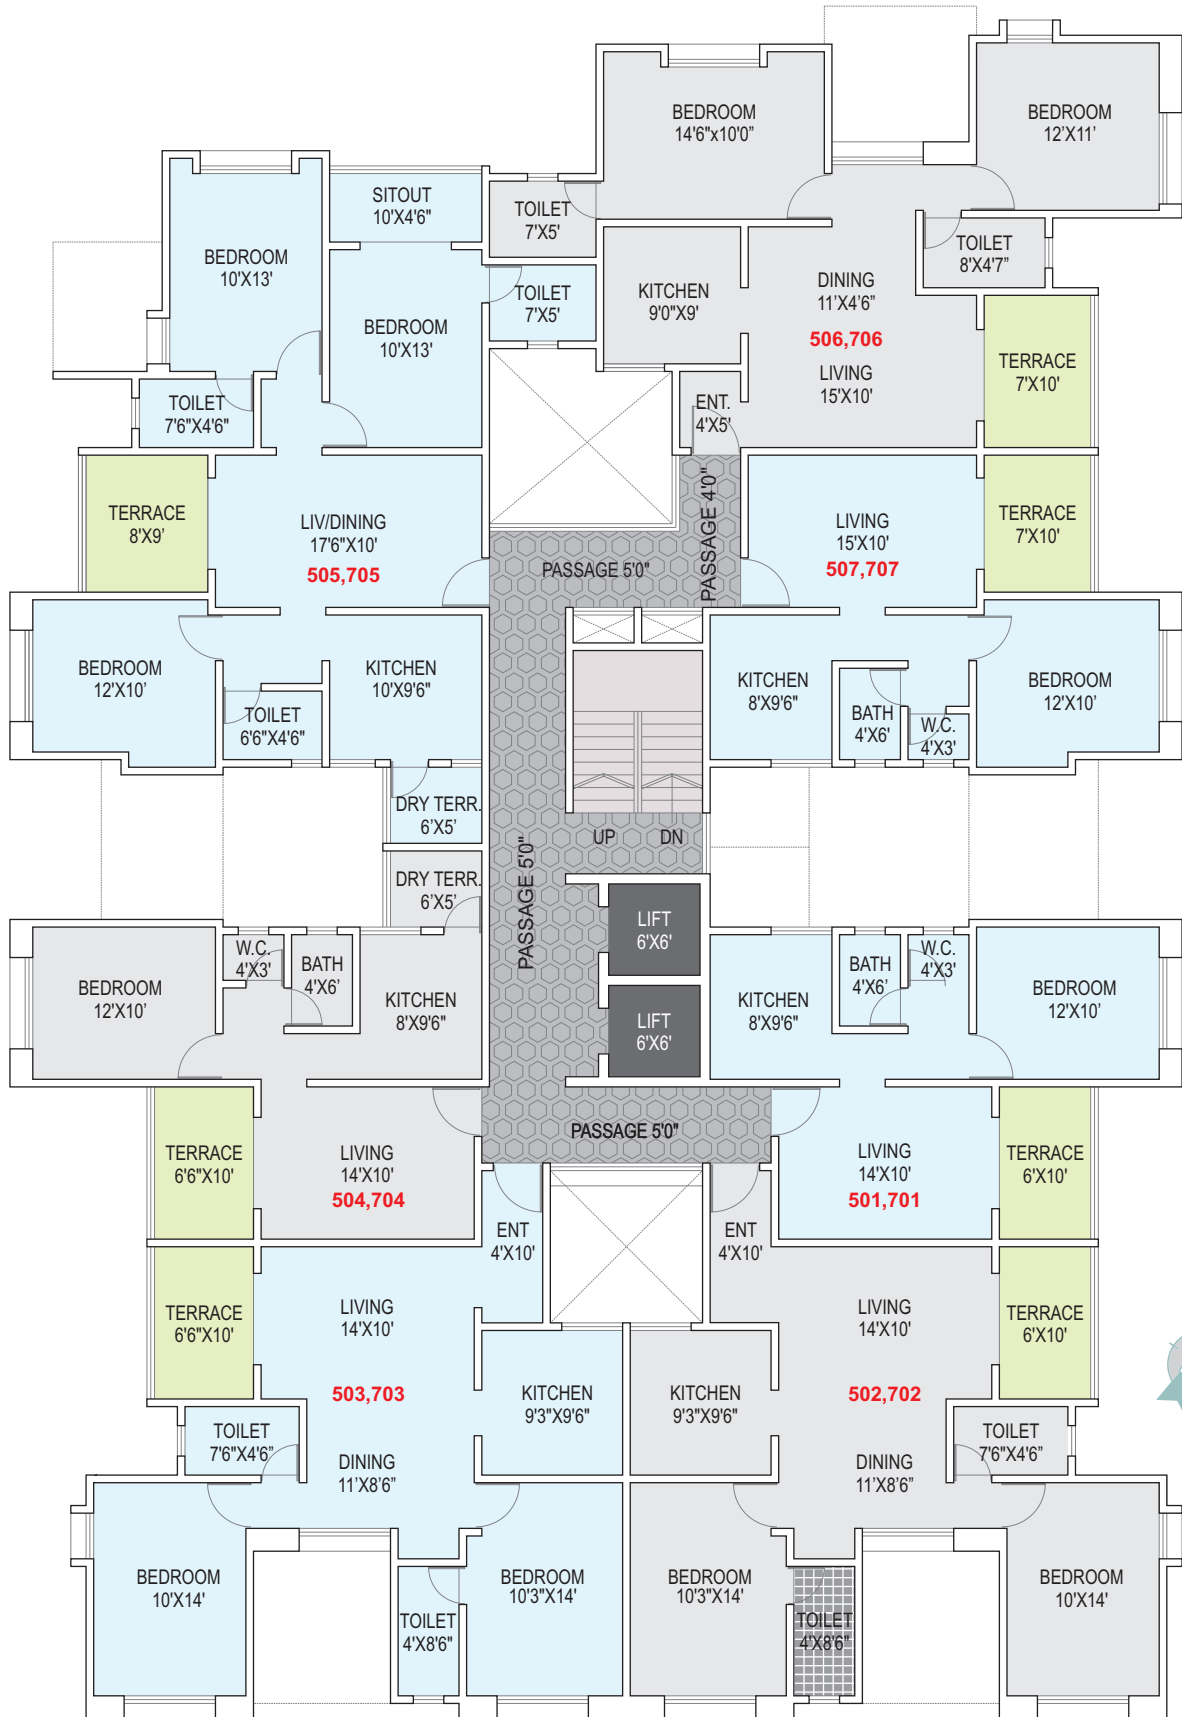 BEDROOM
14'6"x10'0"
BEDROOM
12'X11'
SITOUT
10'X4'6"
TOILET
7'X5'
BEDROOM
10'X13'
TOILET
8'X4'7"
TOILET
7'X5'
KITCHEN
9'0"X9'
DINING
11'X4'6"
506,706
LIVING
15'X10'
BEDROOM
10'X13'
TERRACE
7'X10'
TOILET
7'6"X4'6"
ENT.
4'X5'
TERRACE
8'X9'
LIV/DINING
17'6"X10'
505,705
PASSAGE 4'0"
PASSAGE 5'0"
LIVING
15'X10'
507,707
TERRACE
7'X10'
BEDROOM
12'X10'
KITCHEN
10'X9'6"
TOILET
6'6"X4'6"
KITCHEN
8'X9'6"
BATH
4'X6'
W.C.
4'X3'
BEDROOM
12'X10'
DRY TERR.
6'X5'
UP
DN
PASSAGE 5'0"
DRY TERR.
6'X5'
LIFT
6'X6'
LIFT
6'X6'
BEDROOM
12'X10'
W.C.
4'X3'
BATH
4'X6'
KITCHEN
8'X9'6"
KITCHEN
8'X9'6"
BATH
4'X6'
W.C.
4'X3'
BEDROOM
12'X10'
PASSAGE 5'0"
TERRACE
6'6"X10'
LIVING
14'X10'
504,704
LIVING
14'X10'
501,701
TERRACE
6'X10'
ENT
4'X10'
ENT
4'X10'
TERRACE
6'6"X10'
LIVING
14'X10'
503,703
LIVING
14'X10'
502,702
TERRACE
6'X10'
KITCHEN
9'3"X9'6"
KITCHEN
9'3"X9'6"
TOILET
7'6"X4'6"
DINING
11'X8'6"
DINING
11'X8'6"
TOILET
7'6"X4'6"
BEDROOM
10'X14'
TOILET
4'X8'6"
BEDROOM
10'3"X14'
BEDROOM
10'3"X14'
TOILET
4'X8'6"
BEDROOM
10'X14'